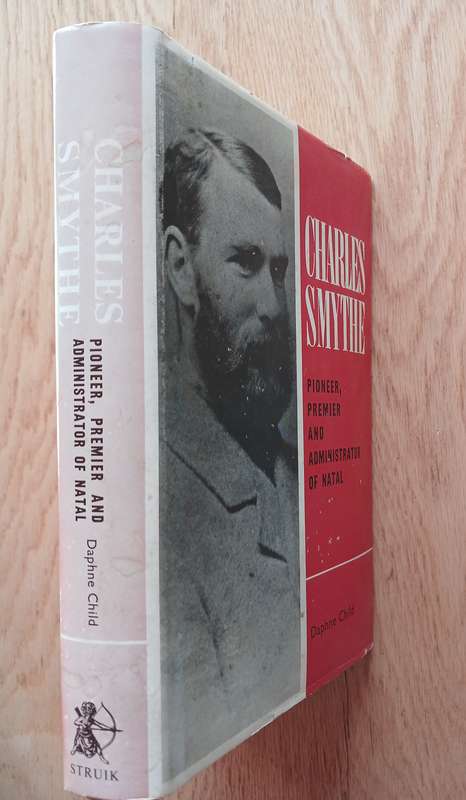 CHARLES
SMYTHE
PIONEER, PREMIER AND
ADMINISTRATOR OF NATAL
Daphne Child
STRUIK
CHARLES
SMYTHE
PIONEER,
PREMIER
AND
ADMINISTRATOR
OF NATAL
Daphne Child